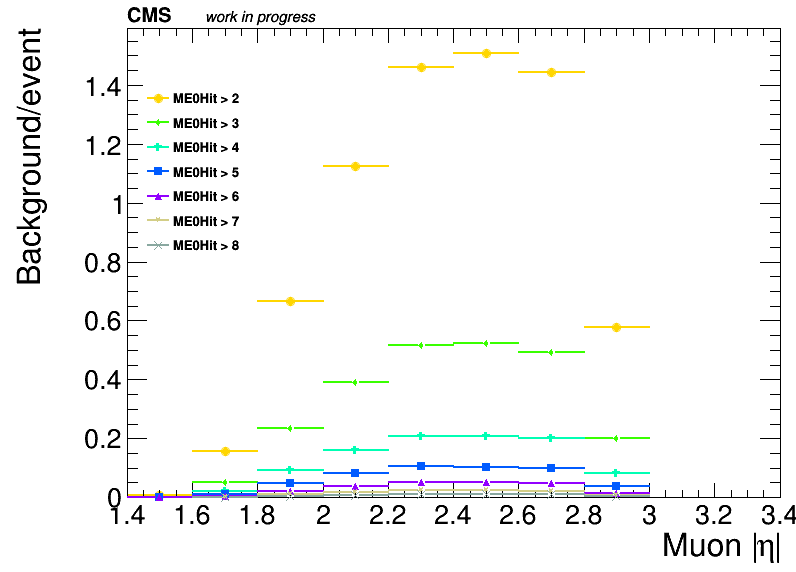 CMS work in progress
Background/event
1.4
1.2
1
0.8
0.6
0.4
0.2
0
ME0Hit > 2
ME0Hit > 3
ME0Hit > 4
ME0Hit > 5
ME0Hit > 6
ME0Hit > 7
ME0Hit > 8
1.4 1.6 1.8 2 2.2 2.4 2.6 2.8 3 3.2 3.4
Muon |η|